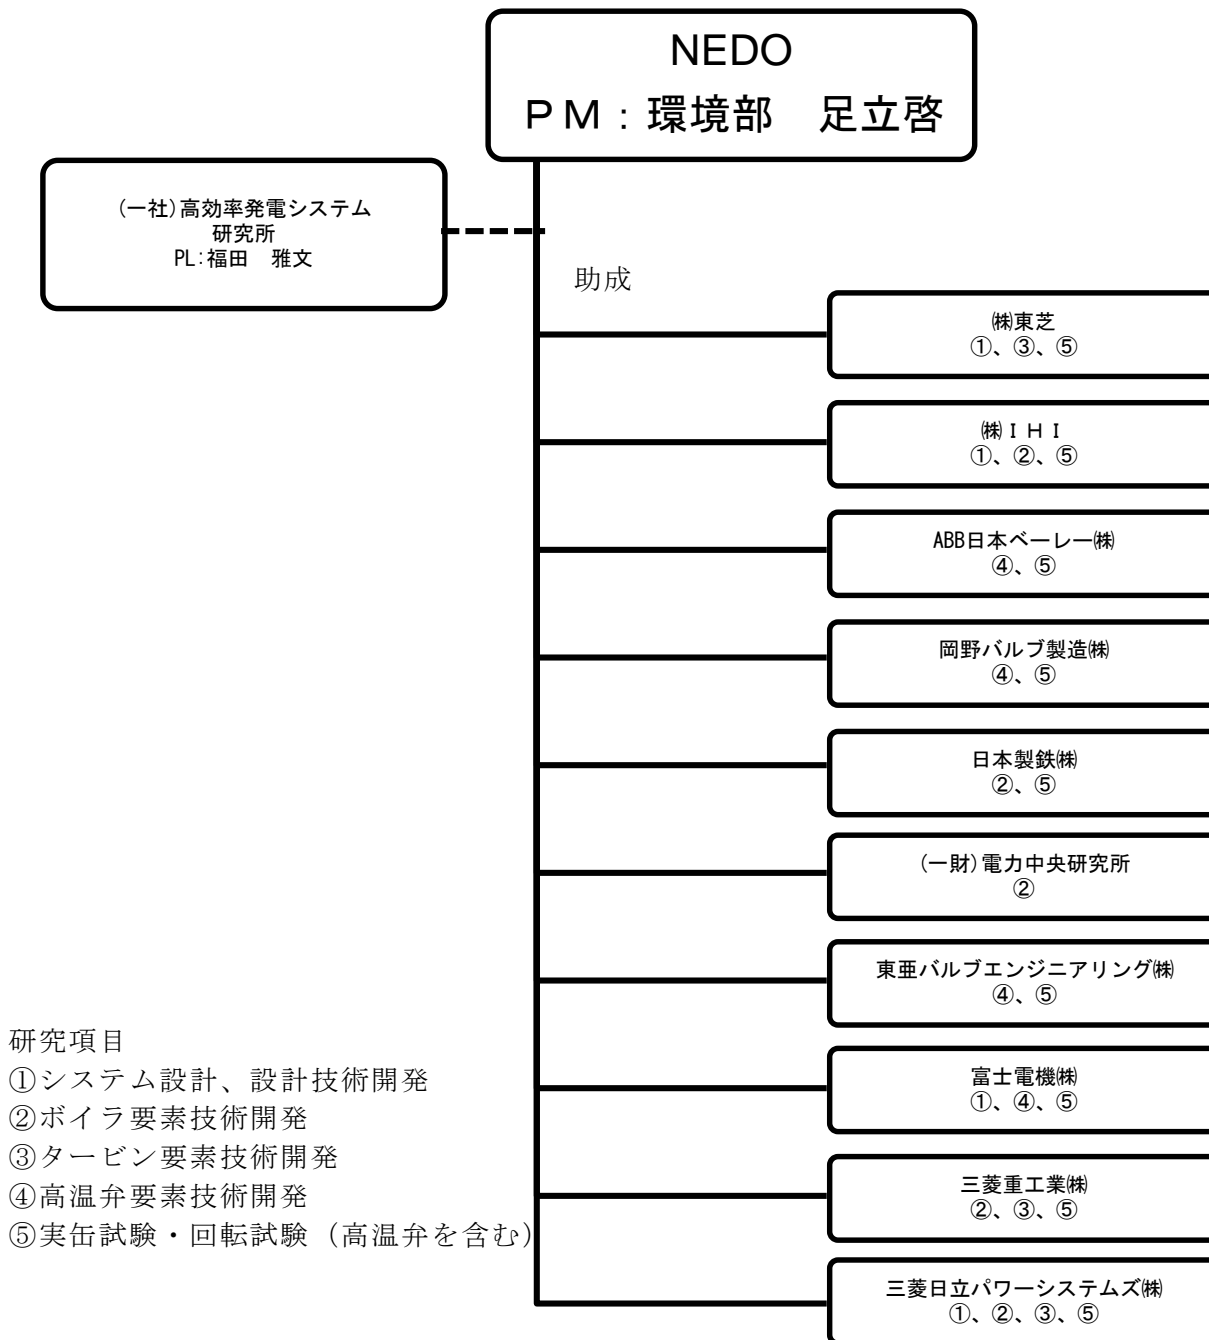 NEDO
ＰＭ：環境部　足立啓
(一社)高効率発電システム
研究所
PL:福田　雅文
助成
㈱東芝
①、③、⑤
㈱ＩＨＩ
①、②、⑤
ABB日本ベーレー㈱
④、⑤
岡野バルブ製造㈱
④、⑤
日本製鉄㈱
②、⑤
(一財)電力中央研究所
②
東亜バルブエンジニアリング㈱
④、⑤
富士電機㈱
①、④、⑤
三菱重工業㈱
②、③、⑤
三菱日立パワーシステムズ㈱
①、②、③、⑤
研究項目
①システム設計、設計技術開発
②ボイラ要素技術開発
③タービン要素技術開発
④高温弁要素技術開発
⑤実缶試験・回転試験（高温弁を含む）